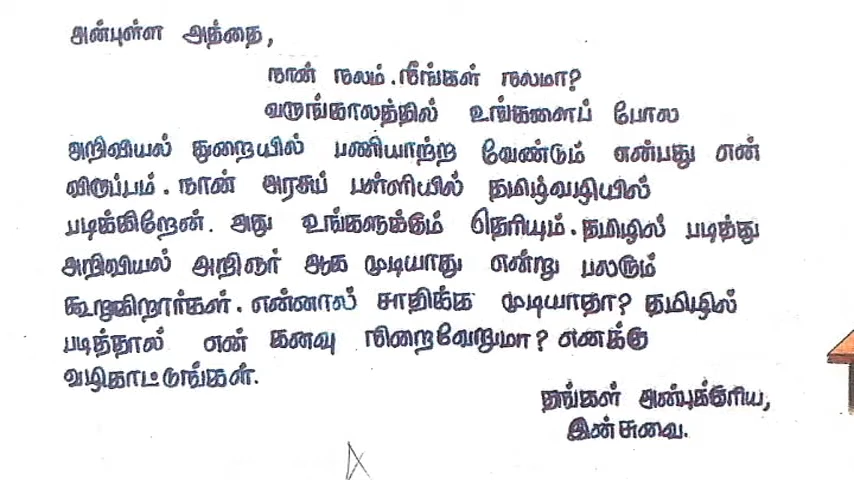 அன்புள்ள அத்தை,
நான் நலம். நீங்கள் நலமா?
வருங்காலத்தில் உங்களைப் போல
அறிவியல் துறையில் பணியாற்ற வேண்டும் என்பது என்
விருப்பம். நான் அரசுப் பள்ளியில் தமிழ்வழியில்
படிக்கிறேன். அது உங்களுக்கும் தெரியும். தமிழில் படித்து
அறிவியல் அறிஞர் ஆக முடியாது என்று பலரும்
கூறுகிறார்கள். என்னால் சாதிக்க முடியாதா? தமிழில்
படித்தால் என் கனவு நிறைவேறுமா? எனக்கு
வழிகாட்டுங்கள்.
தங்கள் அன்புக்குரிய,
இன்சுவை.